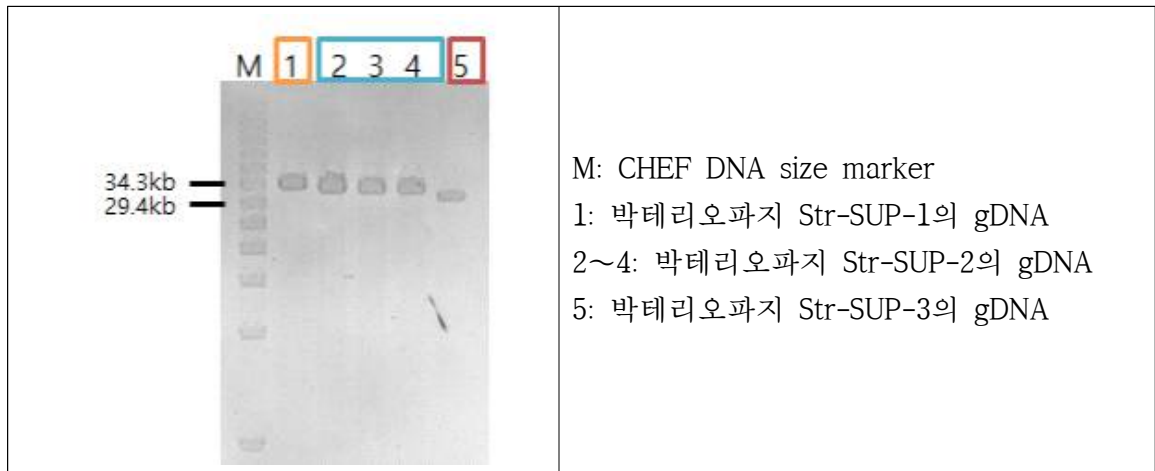 M 1 2 3 4 5
34.3kb
29.4kb
M: CHEF DNA size marker
1: 박테리오파지 Str-SUP-1의 gDNA
2~4: 박테리오파지 Str-SUP-2의 gDNA
5: 박테리오파지 Str-SUP-3의 gDNA